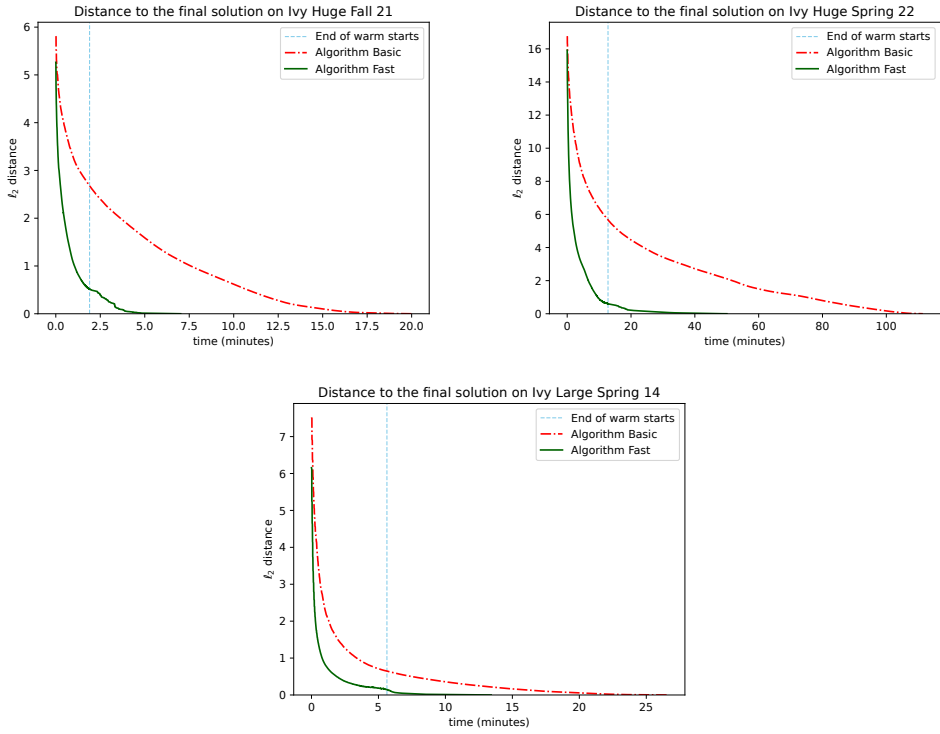 Distance to the final solution on Ivy Huge Fall 21
6
5
4
3
2
1
0
ℓ₂ distance
0.0 2.5 5.0 7.5 10.0 12.5 15.0 17.5 20.0
time (minutes)
End of warm starts
Algorithm Basic
Algorithm Fast
Distance to the final solution on Ivy Huge Spring 22
16
14
12
10
8
6
4
2
0
ℓ₂ distance
0 20 40 60 80 100
time (minutes)
End of warm starts
Algorithm Basic
Algorithm Fast
Distance to the final solution on Ivy Large Spring 14
7
6
5
4
3
2
1
0
ℓ₂ distance
0 5 10 15 20 25
time (minutes)
End of warm starts
Algorithm Basic
Algorithm Fast